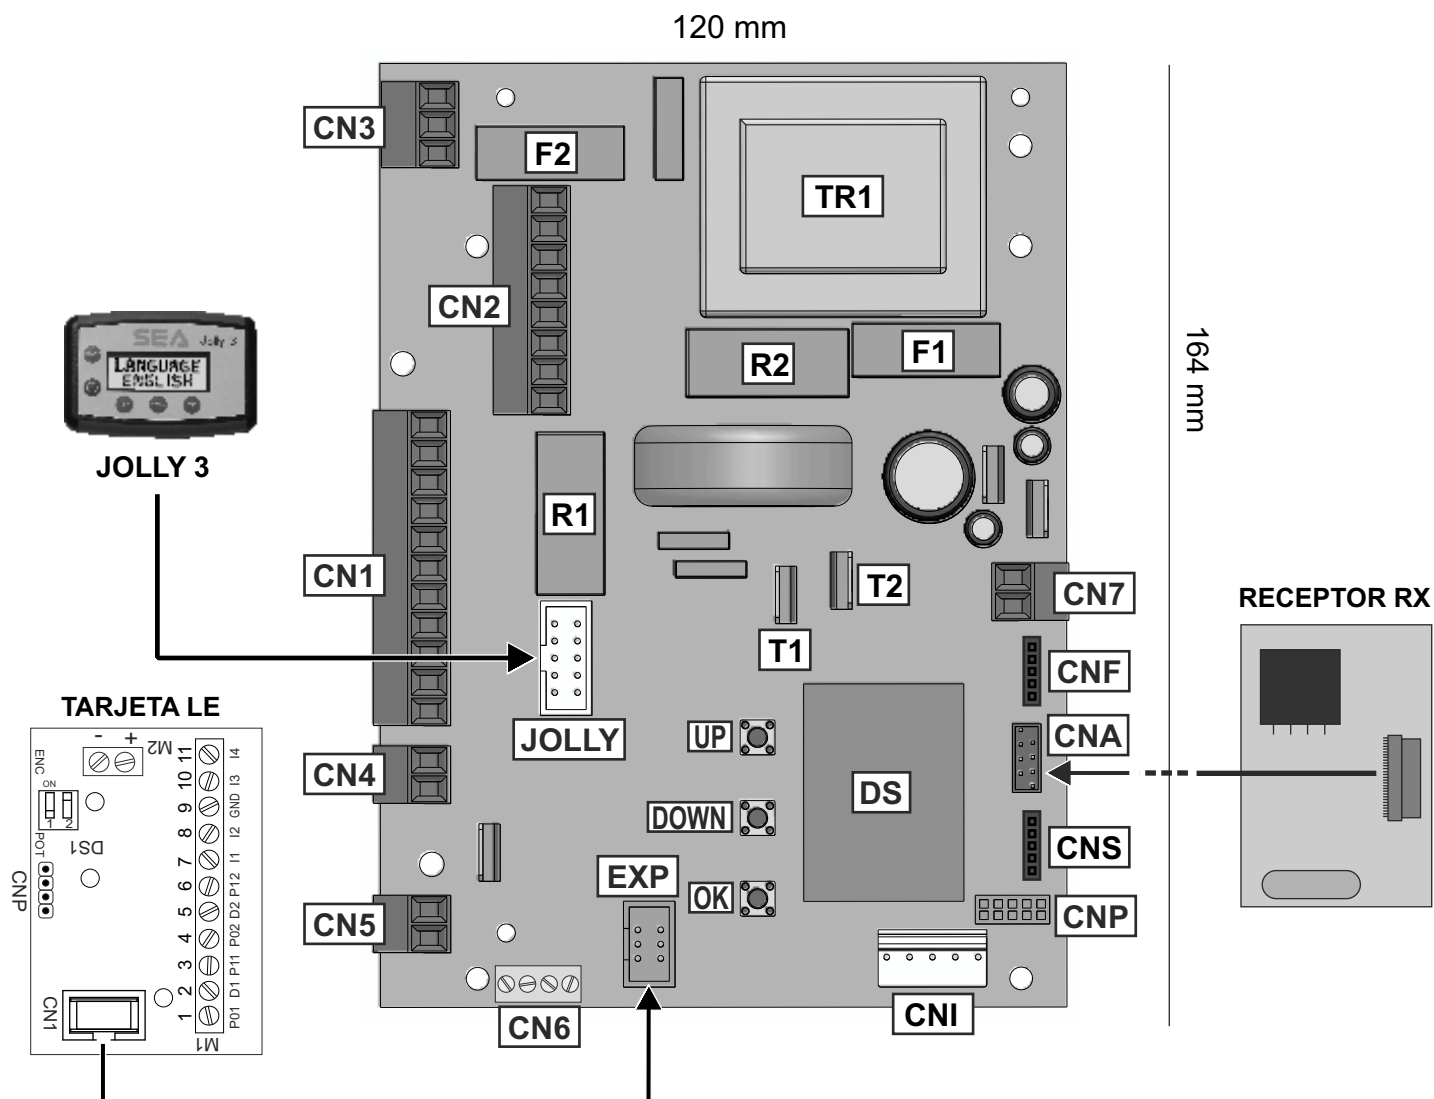 120 mm
CN3
F2
TR1
CN2
R2
F1
164 mm
SEA Jolly 3
LANGUAGE
ENGLISH
JOLLY 3
R1
CN1
T2
CN7
T1
CNF
RECEPTOR RX
JOLLY
UP
CNA
CN4
DS
DOWN
CNS
EXP
OK
CNP
CN5
CN6
CNI
TARJETA LE
- +
M2
ENC
ON
1 2
POT
DS1
CNP
CN1
11 I4
10 I3
9 GND
8 I2
7 I1
6 P12
5 D2
4 P02
3 P11
2 D1
1 P01
M1